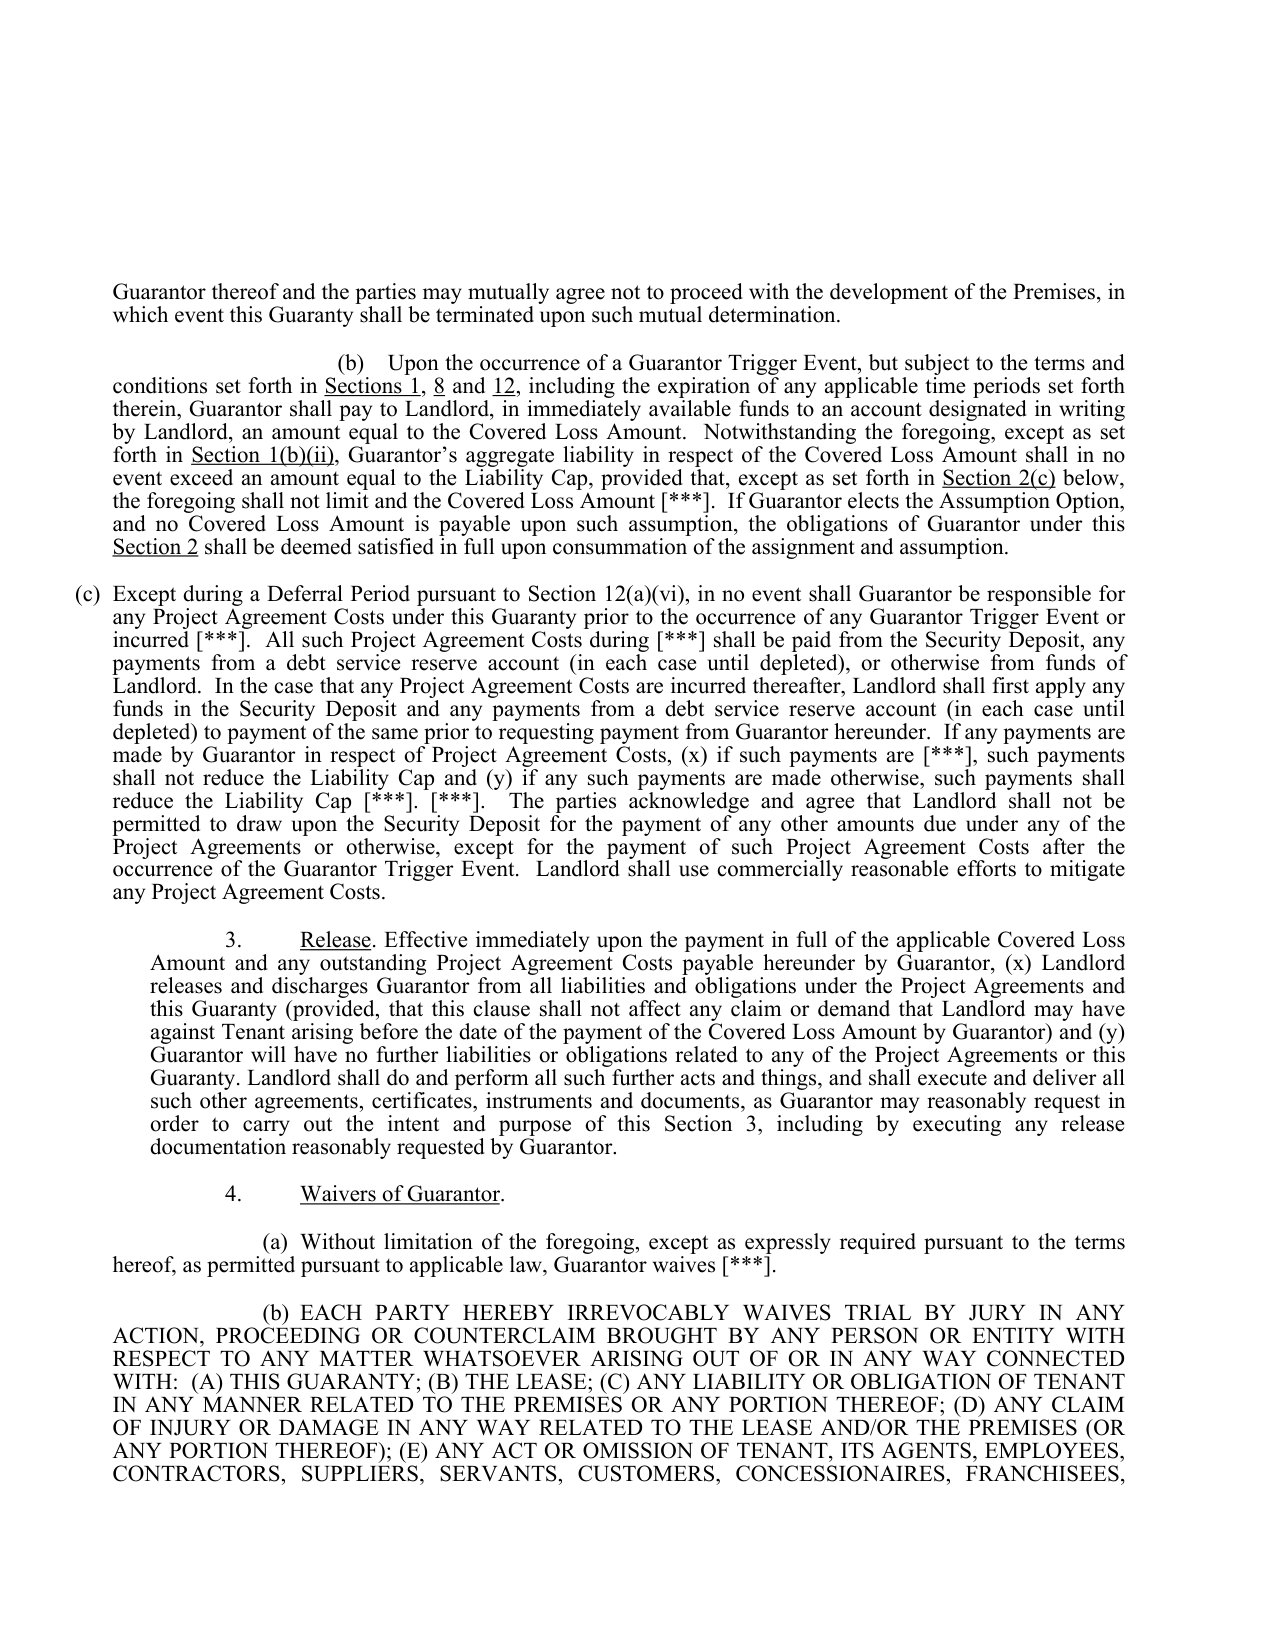 Guarantor thereof and the parties may mutually agree not to proceed with the development of the Premises, in
which event this Guaranty shall be terminated upon such mutual determination.
(b) Upon the occurrence of a Guarantor Trigger Event, but subject to the terms and
conditions set forth in Sections 1, 8 and 12, including the expiration of any applicable time periods set forth
therein, Guarantor shall pay to Landlord, in immediately available funds to an account designated in writing
by Landlord, an amount equal to the Covered Loss Amount. Notwithstanding the foregoing, except as set
forth in Section 1(b)(ii), Guarantor’s aggregate liability in respect of the Covered Loss Amount shall in no
event exceed an amount equal to the Liability Cap, provided that, except as set forth in Section 2(c) below,
the foregoing shall not limit and the Covered Loss Amount [***]. If Guarantor elects the Assumption Option,
and no Covered Loss Amount is payable upon such assumption, the obligations of Guarantor under this
Section 2 shall be deemed satisfied in full upon consummation of the assignment and assumption.
(c) Except during a Deferral Period pursuant to Section 12(a)(vi), in no event shall Guarantor be responsible for
any Project Agreement Costs under this Guaranty prior to the occurrence of any Guarantor Trigger Event or
incurred [***]. All such Project Agreement Costs during [***] shall be paid from the Security Deposit, any
payments from a debt service reserve account (in each case until depleted), or otherwise from funds of
Landlord. In the case that any Project Agreement Costs are incurred thereafter, Landlord shall first apply any
funds in the Security Deposit and any payments from a debt service reserve account (in each case until
depleted) to payment of the same prior to requesting payment from Guarantor hereunder. If any payments are
made by Guarantor in respect of Project Agreement Costs, (x) if such payments are [***], such payments
shall not reduce the Liability Cap and (y) if any such payments are made otherwise, such payments shall
reduce the Liability Cap [***]. [***]. The parties acknowledge and agree that Landlord shall not be
permitted to draw upon the Security Deposit for the payment of any other amounts due under any of the
Project Agreements or otherwise, except for the payment of such Project Agreement Costs after the
occurrence of the Guarantor Trigger Event. Landlord shall use commercially reasonable efforts to mitigate
any Project Agreement Costs.
3. Release. Effective immediately upon the payment in full of the applicable Covered Loss
Amount and any outstanding Project Agreement Costs payable hereunder by Guarantor, (x) Landlord
releases and discharges Guarantor from all liabilities and obligations under the Project Agreements and
this Guaranty (provided, that this clause shall not affect any claim or demand that Landlord may have
against Tenant arising before the date of the payment of the Covered Loss Amount by Guarantor) and (y)
Guarantor will have no further liabilities or obligations related to any of the Project Agreements or this
Guaranty. Landlord shall do and perform all such further acts and things, and shall execute and deliver all
such other agreements, certificates, instruments and documents, as Guarantor may reasonably request in
order to carry out the intent and purpose of this Section 3, including by executing any release
documentation reasonably requested by Guarantor.
4. Waivers of Guarantor.
(a) Without limitation of the foregoing, except as expressly required pursuant to the terms
hereof, as permitted pursuant to applicable law, Guarantor waives [***].
(b) EACH PARTY HEREBY IRREVOCABLY WAIVES TRIAL BY JURY IN ANY
ACTION, PROCEEDING OR COUNTERCLAIM BROUGHT BY ANY PERSON OR ENTITY WITH
RESPECT TO ANY MATTER WHATSOEVER ARISING OUT OF OR IN ANY WAY CONNECTED
WITH: (A) THIS GUARANTY; (B) THE LEASE; (C) ANY LIABILITY OR OBLIGATION OF TENANT
IN ANY MANNER RELATED TO THE PREMISES OR ANY PORTION THEREOF; (D) ANY CLAIM
OF INJURY OR DAMAGE IN ANY WAY RELATED TO THE LEASE AND/OR THE PREMISES (OR
ANY PORTION THEREOF); (E) ANY ACT OR OMISSION OF TENANT, ITS AGENTS, EMPLOYEES,
CONTRACTORS, SUPPLIERS, SERVANTS, CUSTOMERS, CONCESSIONAIRES, FRANCHISEES,